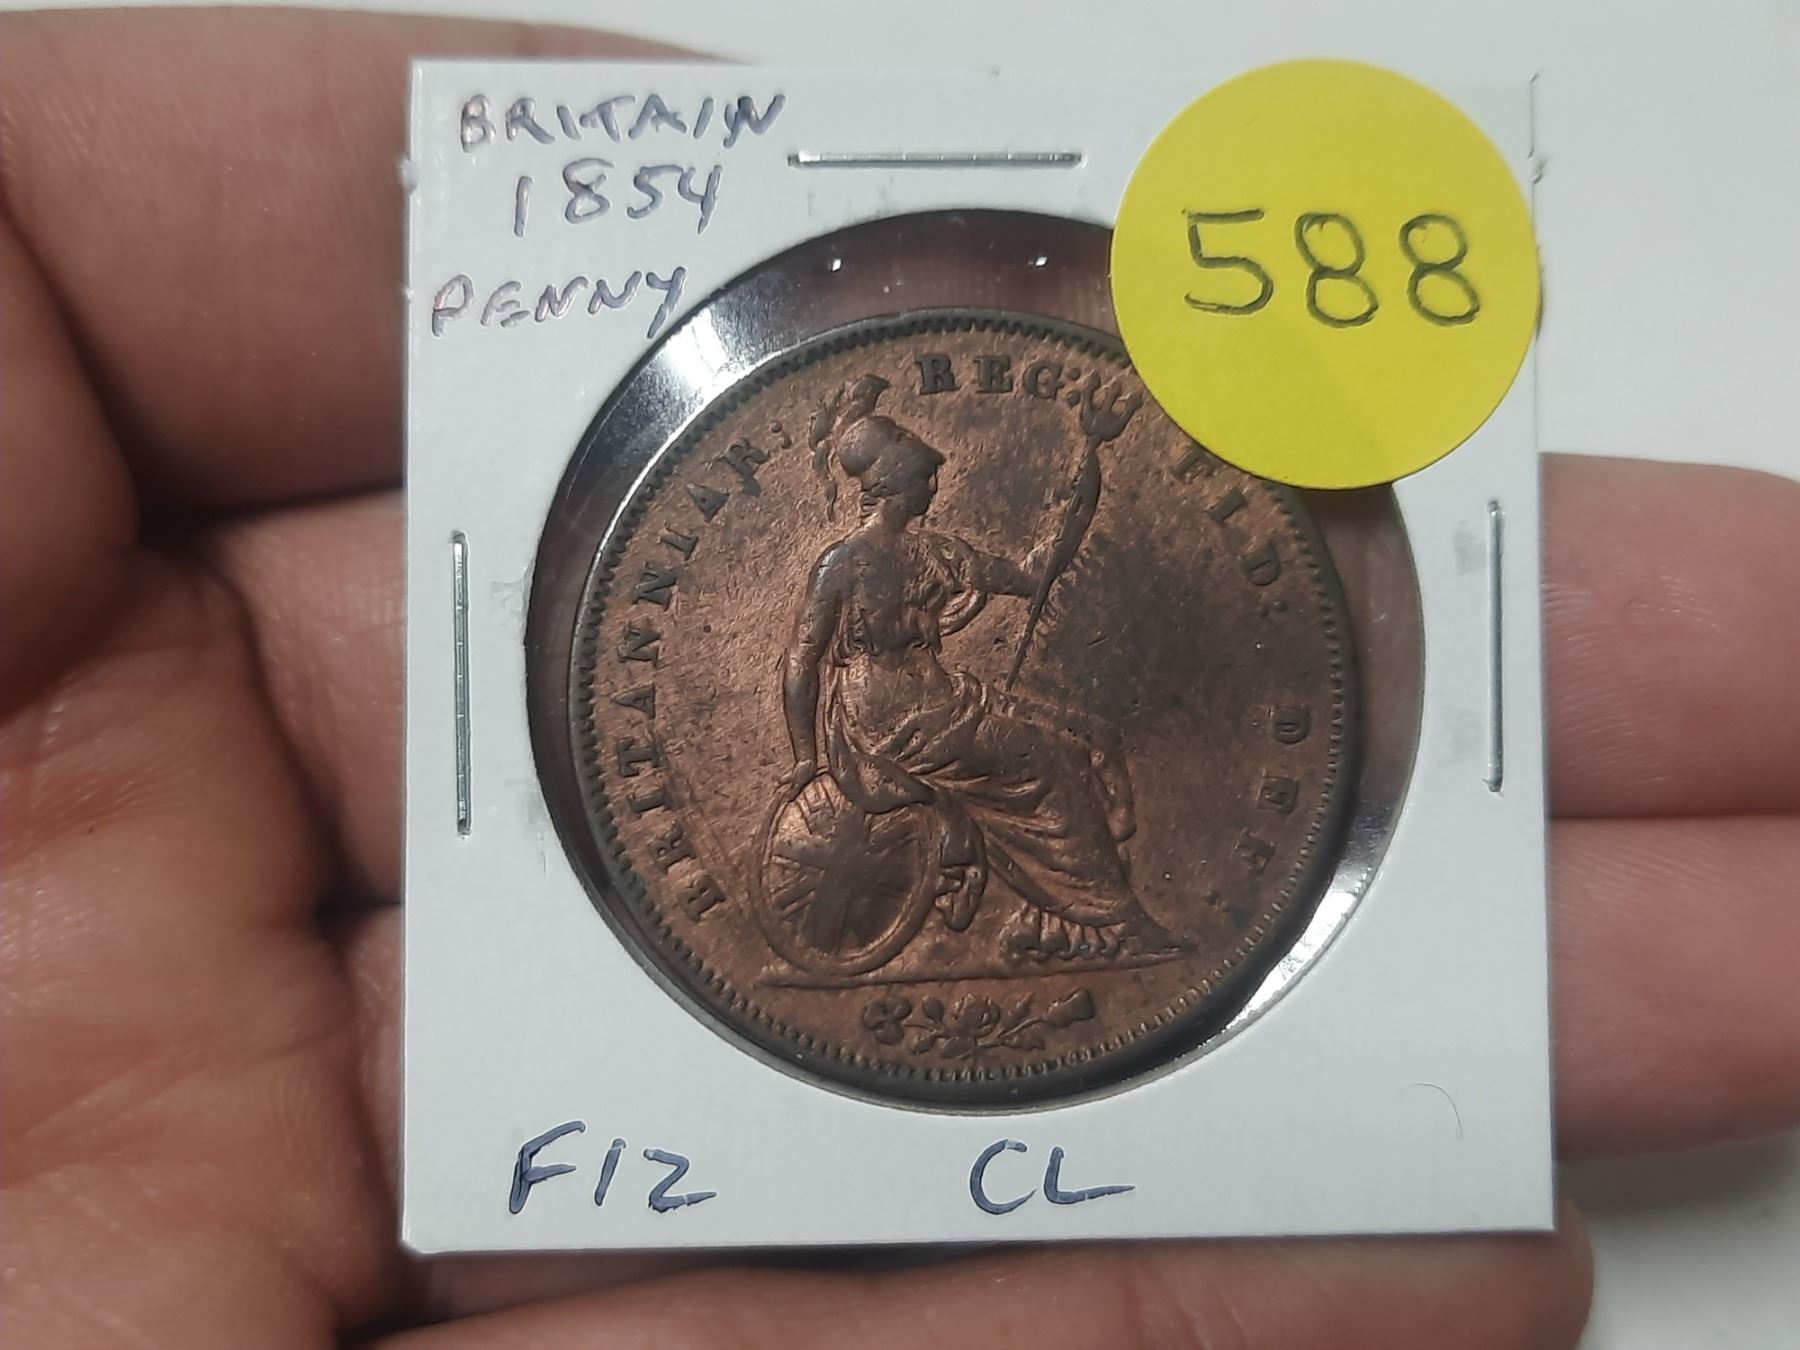 BRITAIN
1854
PENNY
588
BRITANNIAR: REG: FID: DEF:
F12 CL